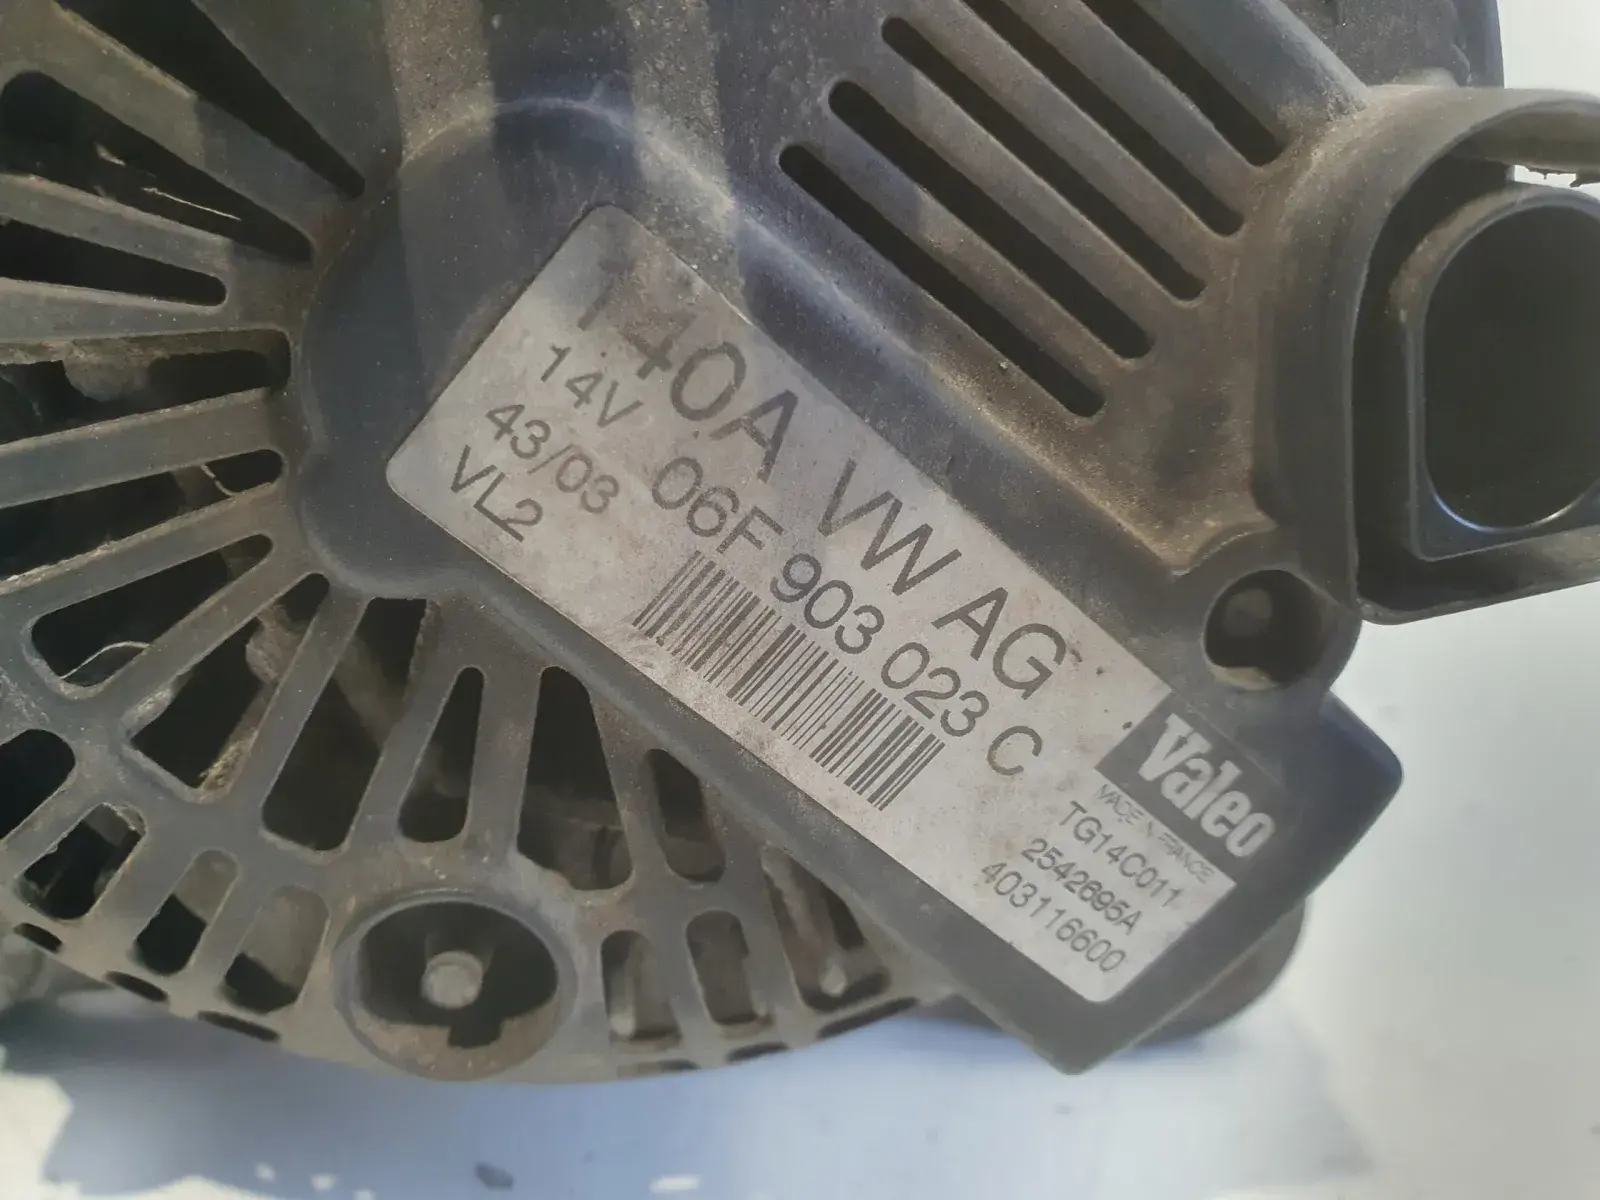 140A VW AG
14V 06F 903 023 C
43/03
VL2
Valeo
MADE IN FRANCE
TG14C011
2542695A
403116600